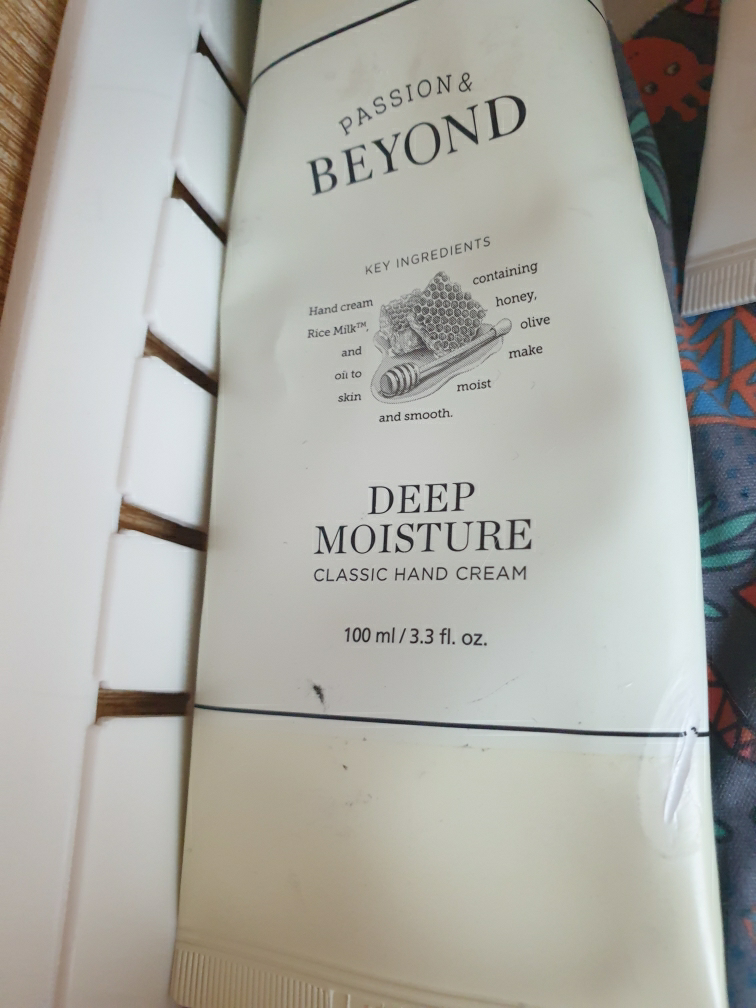 PASSION&
BEYOND
KEY INGREDIENTS
Hand cream containing
Rice Milk™, honey,
and olive
oil to make
skin moist
and smooth.
DEEP
MOISTURE
CLASSIC HAND CREAM
100 ml / 3.3 fl. oz.